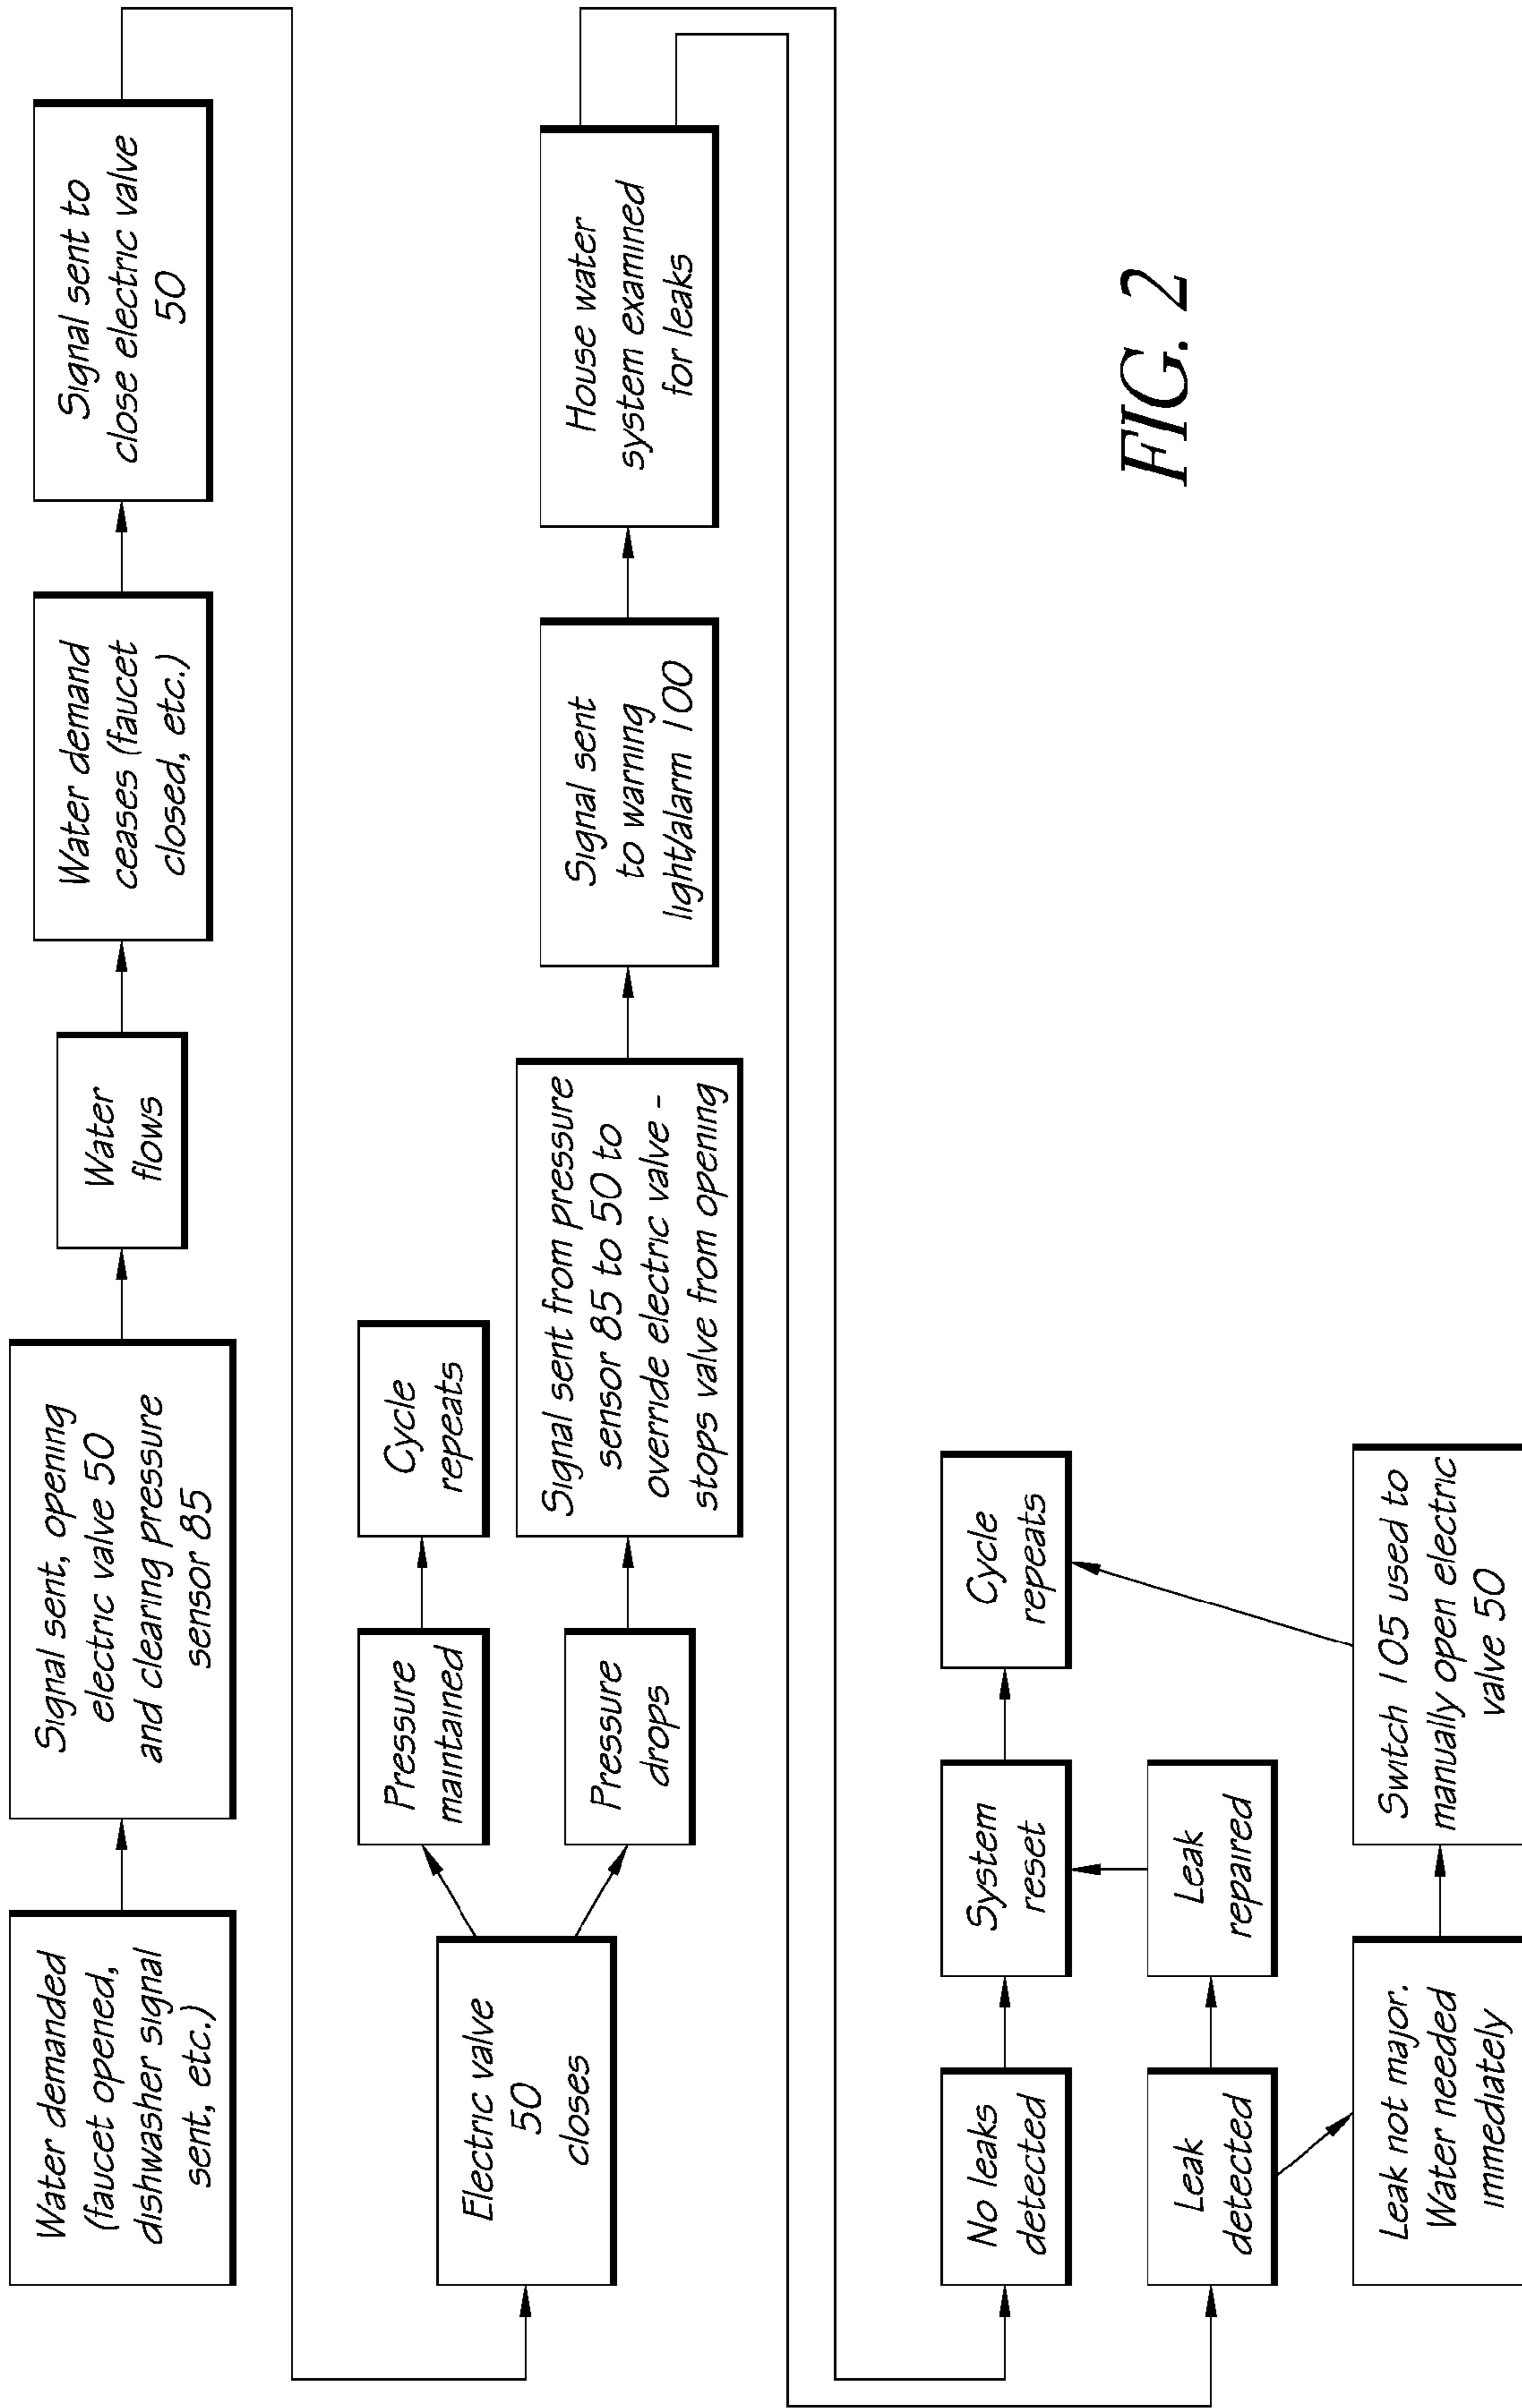 Water demanded
(faucet opened,
dishwasher signal
sent, etc.)
Signal sent, opening
electric valve 50
and clearing pressure
sensor 85
Water
flows
Water demand
ceases (faucet
closed, etc.)
Signal sent to
close electric valve
50
Electric valve
50
closes
Pressure
maintained
Cycle
repeats
Pressure
drops
Signal sent from pressure
sensor 85 to 50 to
override electric valve -
stops valve from opening
Signal sent
to warning
light/alarm 100
House water
system examined
for leaks
No leaks
detected
System
reset
Cycle
repeats
Leak
detected
Leak
repaired
Leak not major.
Water needed
immediately
Switch 105 used to
manually open electric
valve 50
FIG. 2